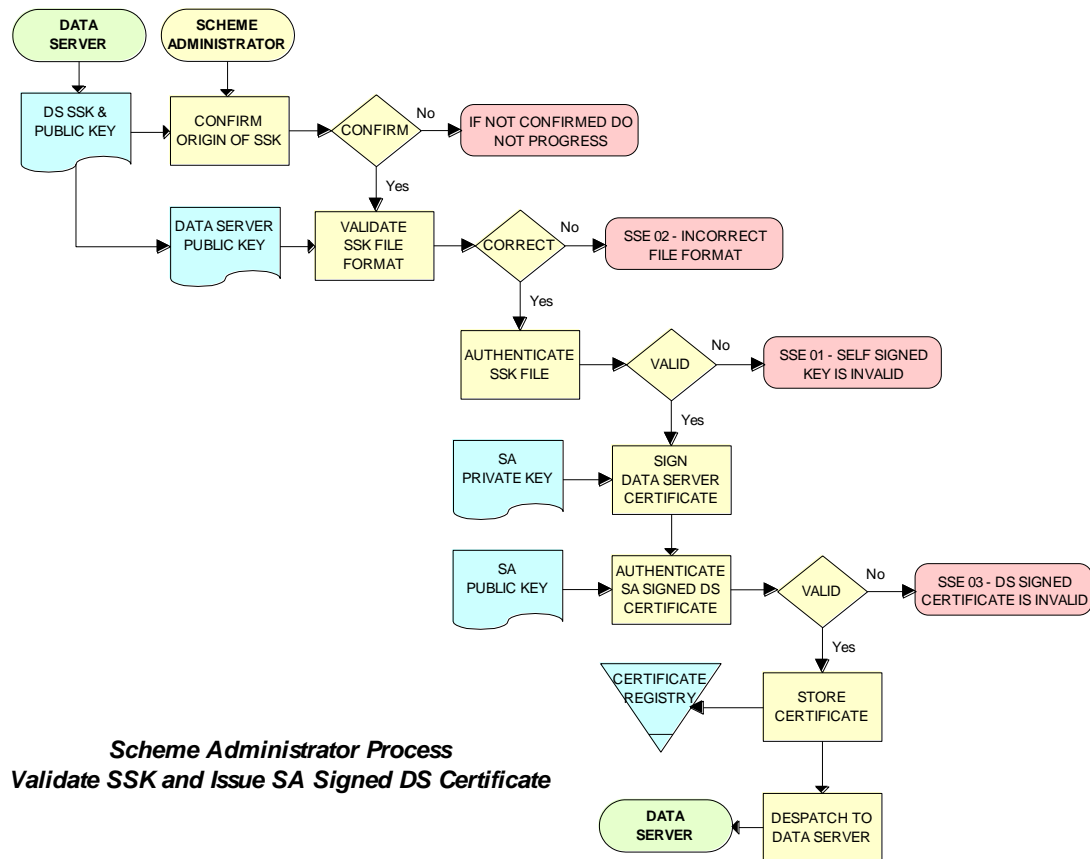 DATA
SERVER
SCHEME
ADMINISTRATOR
DS SSK &
PUBLIC KEY
CONFIRM
ORIGIN OF SSK
CONFIRM
No
IF NOT CONFIRMED DO
NOT PROGRESS
Yes
DATA SERVER
PUBLIC KEY
VALIDATE
SSK FILE
FORMAT
CORRECT
No
SSE 02 - INCORRECT
FILE FORMAT
Yes
AUTHENTICATE
SSK FILE
VALID
No
SSE 01 - SELF SIGNED
KEY IS INVALID
Yes
SA
PRIVATE KEY
SIGN
DATA SERVER
CERTIFICATE
SA
PUBLIC KEY
AUTHENTICATE
SA SIGNED DS
CERTIFICATE
VALID
No
SSE 03 - DS SIGNED
CERTIFICATE IS INVALID
Yes
CERTIFICATE
REGISTRY
STORE
CERTIFICATE
Scheme Administrator Process
Validate SSK and Issue SA Signed DS Certificate
DATA
SERVER
DESPATCH TO
DATA SERVER